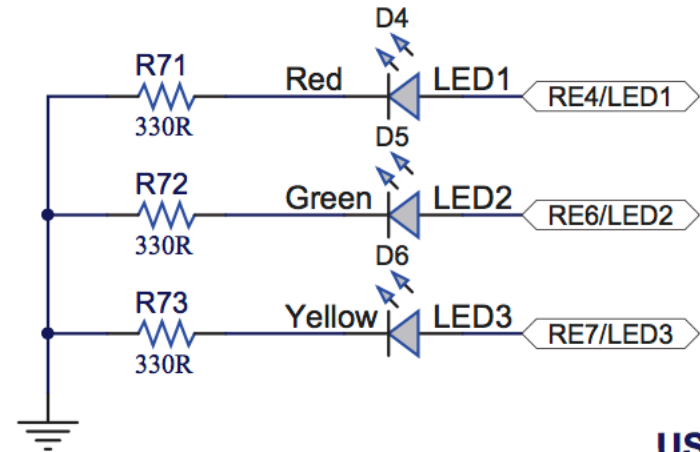 D4
R71
Red
LED1
RE4/LED1
330R
D5
R72
Green
LED2
RE6/LED2
330R
D6
R73
Yellow
LED3
RE7/LED3
330R
US